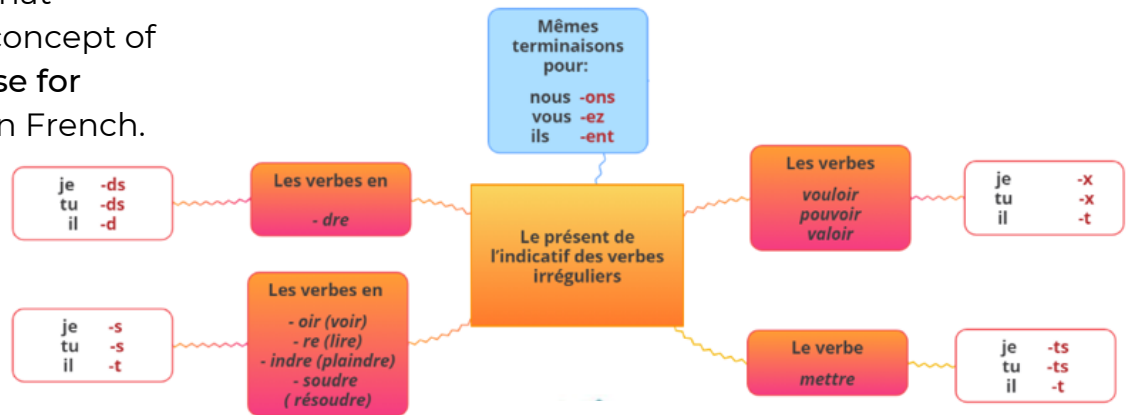 concept of
se for
n French.
Mêmes
terminaisons
pour:
nous -ons
vous -ez
ils -ent
je -ds
tu -ds
il -d
Les verbes en
- dre
Le présent de
l'indicatif des verbes
irréguliers
Les verbes
vouloir
pouvoir
valoir
je -x
tu -x
il -t
je -s
tu -s
il -t
Les verbes en
- oir (voir)
- re (lire)
- indre (plaindre)
- soudre
( résoudre)
Le verbe
mettre
je -ts
tu -ts
il -t